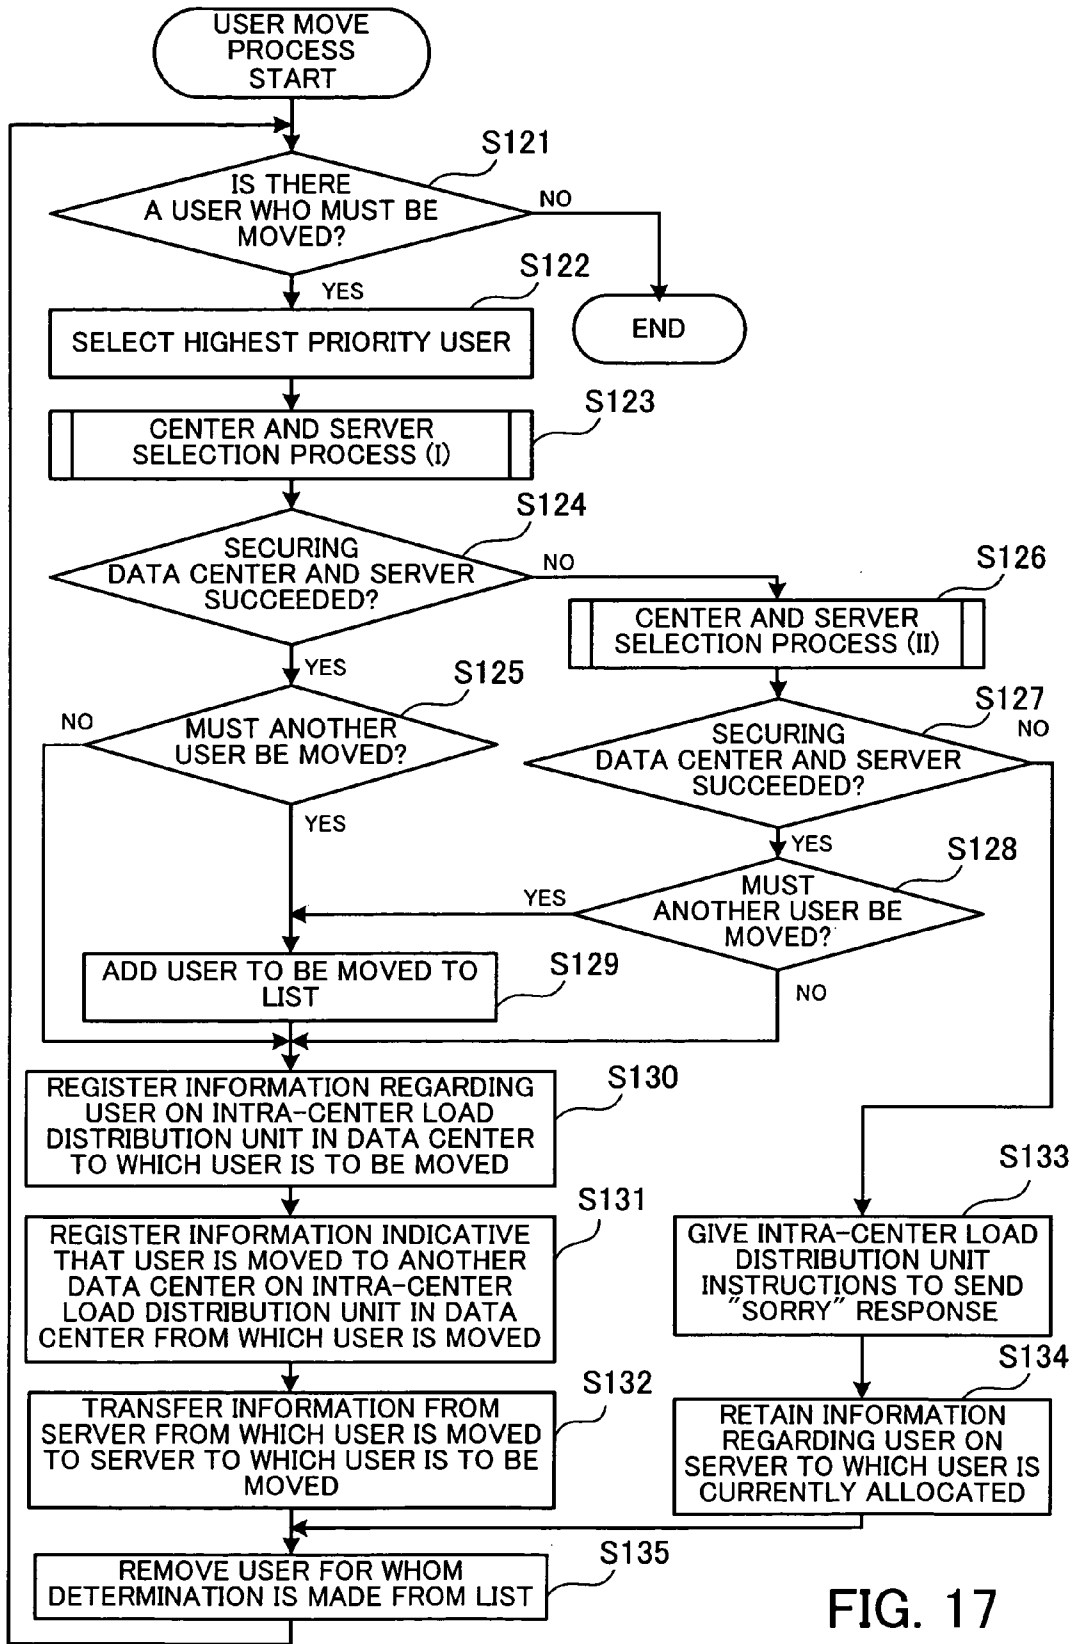 USER MOVE
PROCESS
START
S121
IS THERE
A USER WHO MUST BE
MOVED?
NO
YES
S122
SELECT HIGHEST PRIORITY USER
END
S123
CENTER AND SERVER
SELECTION PROCESS (I)
S124
SECURING
DATA CENTER AND SERVER
SUCCEEDED?
NO
YES
S126
CENTER AND SERVER
SELECTION PROCESS (II)
S125
MUST ANOTHER
USER BE MOVED?
NO
YES
S127
SECURING
DATA CENTER AND SERVER
SUCCEEDED?
NO
YES
S128
MUST
ANOTHER USER BE
MOVED?
YES
NO
S129
ADD USER TO BE MOVED TO
LIST
S130
REGISTER INFORMATION REGARDING
USER ON INTRA-CENTER LOAD
DISTRIBUTION UNIT IN DATA CENTER
TO WHICH USER IS TO BE MOVED
S131
REGISTER INFORMATION INDICATIVE
THAT USER IS MOVED TO ANOTHER
DATA CENTER ON INTRA-CENTER
LOAD DISTRIBUTION UNIT IN DATA
CENTER FROM WHICH USER IS MOVED
S133
GIVE INTRA-CENTER LOAD
DISTRIBUTION UNIT
INSTRUCTIONS TO SEND
"SORRY" RESPONSE
S132
TRANSFER INFORMATION FROM
SERVER FROM WHICH USER IS MOVED
TO SERVER TO WHICH USER IS TO BE
MOVED
S134
RETAIN INFORMATION
REGARDING USER ON
SERVER TO WHICH USER IS
CURRENTLY ALLOCATED
S135
REMOVE USER FOR WHOM
DETERMINATION IS MADE FROM LIST
FIG. 17